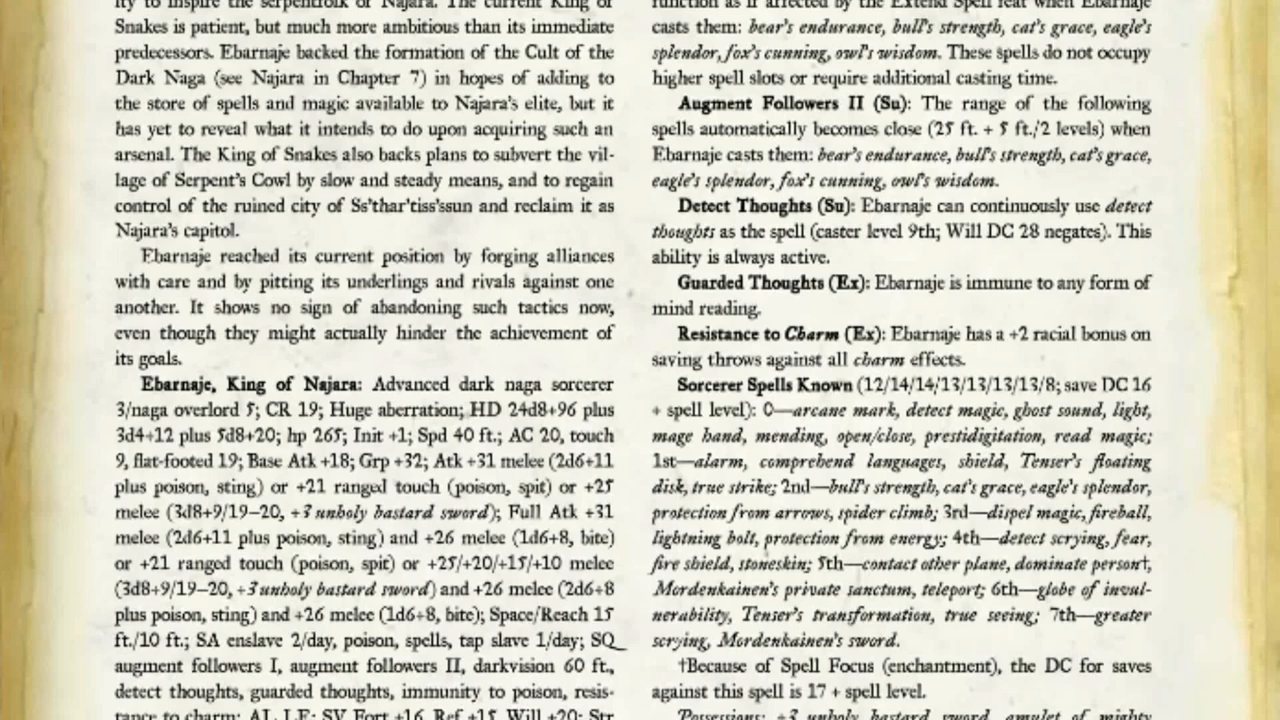 ity to inspire the serpentfolk of Najara. The current King of
Snakes is patient, but much more ambitious than its immediate
predecessors. Ebarnaje backed the formation of the Cult of the
Dark Naga (see Najara in Chapter 7) in hopes of adding to
the store of spells and magic available to Najara's elite, but it
has yet to reveal what it intends to do upon acquiring such an
arsenal. The King of Snakes also backs plans to subvert the vil-
lage of Serpent's Cowl by slow and steady means, and to regain
control of the ruined city of Ss'thar'tiss'ssun and reclaim it as
Najara's capitol.
Ebarnaje reached its current position by forging alliances
with care and by pitting its underlings and rivals against one
another. It shows no sign of abandoning such tactics now,
even though they might actually hinder the achievement of
its goals.
Ebarnaje, King of Najara: Advanced dark naga sorcerer
3/naga overlord 5; CR 19; Huge aberration; HD 24d8+96 plus
3d4+12 plus 5d8+20; hp 265; Init +1; Spd 40 ft.; AC 20, touch
9, flat-footed 19; Base Atk +18; Grp +32; Atk +31 melee (2d6+11
plus poison, sting) or +21 ranged touch (poison, spit) or +25
melee (3d8+9/19–20, +3 unholy bastard sword); Full Atk +31
melee (2d6+11 plus poison, sting) and +26 melee (1d6+8, bite)
or +21 ranged touch (poison, spit) or +25/+20/+15/+10 melee
(3d8+9/19–20, +3 unholy bastard sword) and +26 melee (2d6+8
plus poison, sting) and +26 melee (1d6+8, bite); Space/Reach 15
ft./10 ft.; SA enslave 2/day, poison, spells, tap slave 1/day; SQ
augment followers I, augment followers II, darkvision 60 ft.,
detect thoughts, guarded thoughts, immunity to poison, resis-
tance to charm; AL LE; SV Fort +16, Ref +15, Will +20; Str
function as if affected by the Extend Spell feat when Ebarnaje
casts them: bear's endurance, bull's strength, cat's grace, eagle's
splendor, fox's cunning, owl's wisdom. These spells do not occupy
higher spell slots or require additional casting time.
Augment Followers II (Su): The range of the following
spells automatically becomes close (25 ft. + 5 ft./2 levels) when
Ebarnaje casts them: bear's endurance, bull's strength, cat's grace,
eagle's splendor, fox's cunning, owl's wisdom.
Detect Thoughts (Su): Ebarnaje can continuously use detect
thoughts as the spell (caster level 9th; Will DC 28 negates). This
ability is always active.
Guarded Thoughts (Ex): Ebarnaje is immune to any form of
mind reading.
Resistance to Charm (Ex): Ebarnaje has a +2 racial bonus on
saving throws against all charm effects.
Sorcerer Spells Known (12/14/14/13/13/13/13/8; save DC 16
+ spell level): 0—arcane mark, detect magic, ghost sound, light,
mage hand, mending, open/close, prestidigitation, read magic;
1st—alarm, comprehend languages, shield, Tenser's floating
disk, true strike; 2nd—bull's strength, cat's grace, eagle's splendor,
protection from arrows, spider climb; 3rd—dispel magic, fireball,
lightning bolt, protection from energy; 4th—detect scrying, fear,
fire shield, stoneskin; 5th—contact other plane, dominate person†,
Mordenkainen's private sanctum, teleport; 6th—globe of invul-
nerability, Tenser's transformation, true seeing; 7th—greater
scrying, Mordenkainen's sword.
†Because of Spell Focus (enchantment), the DC for saves
against this spell is 17 + spell level.
Possessions: +3 unholy bastard sword, amulet of mighty